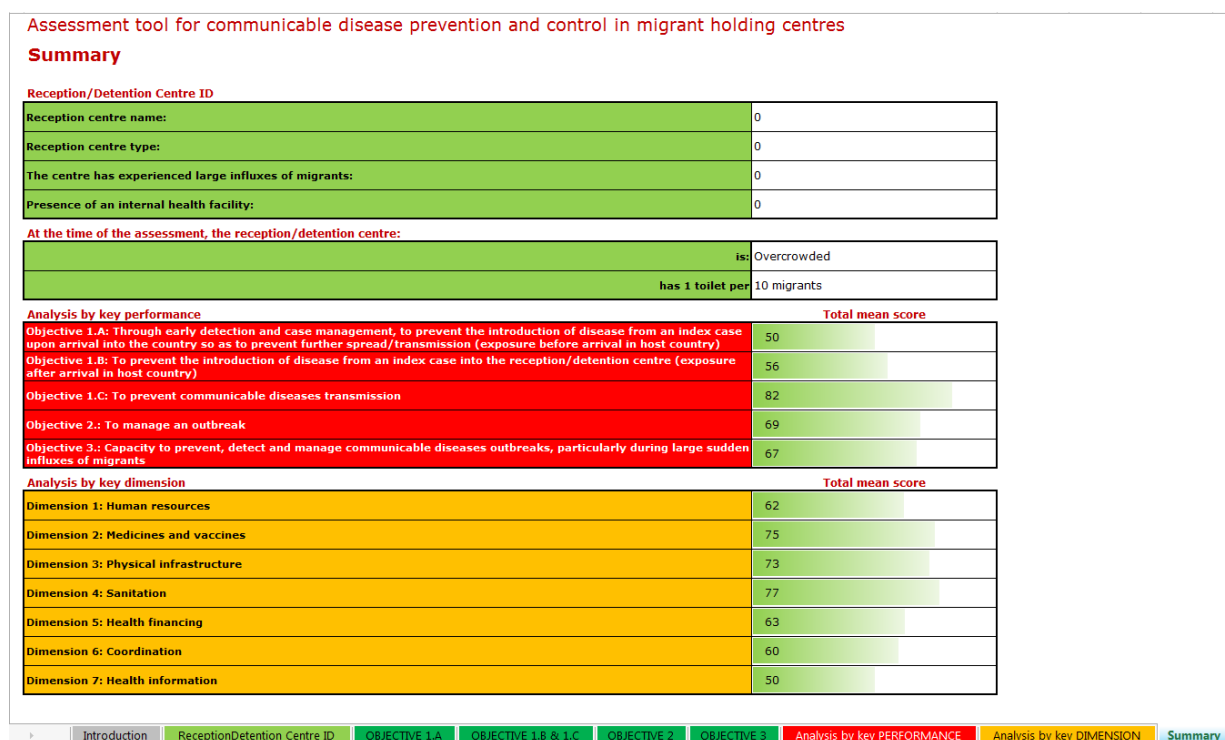 Assessment tool for communicable disease prevention and control in migrant holding centres
Summary
Reception/Detention Centre ID
Reception centre name: 0
Reception centre type: 0
The centre has experienced large influxes of migrants: 0
Presence of an internal health facility: 0
At the time of the assessment, the reception/detention centre:
is: Overcrowded
has 1 toilet per 10 migrants
Analysis by key performance Total mean score
Objective 1.A: Through early detection and case management, to prevent the introduction of disease from an index case
upon arrival into the country so as to prevent further spread/transmission (exposure before arrival in host country) 50
Objective 1.B: To prevent the introduction of disease from an index case into the reception/detention centre (exposure
after arrival in host country) 56
Objective 1.C: To prevent communicable diseases transmission 82
Objective 2.: To manage an outbreak 69
Objective 3.: Capacity to prevent, detect and manage communicable diseases outbreaks, particularly during large sudden
influxes of migrants 67
Analysis by key dimension Total mean score
Dimension 1: Human resources 62
Dimension 2: Medicines and vaccines 75
Dimension 3: Physical infrastructure 73
Dimension 4: Sanitation 77
Dimension 5: Health financing 63
Dimension 6: Coordination 60
Dimension 7: Health information 50
Introduction ReceptionDetention Centre ID OBJECTIVE 1.A OBJECTIVE 1.B & 1.C OBJECTIVE 2 OBJECTIVE 3 Analysis by key PERFORMANCE Analysis by key DIMENSION Summary